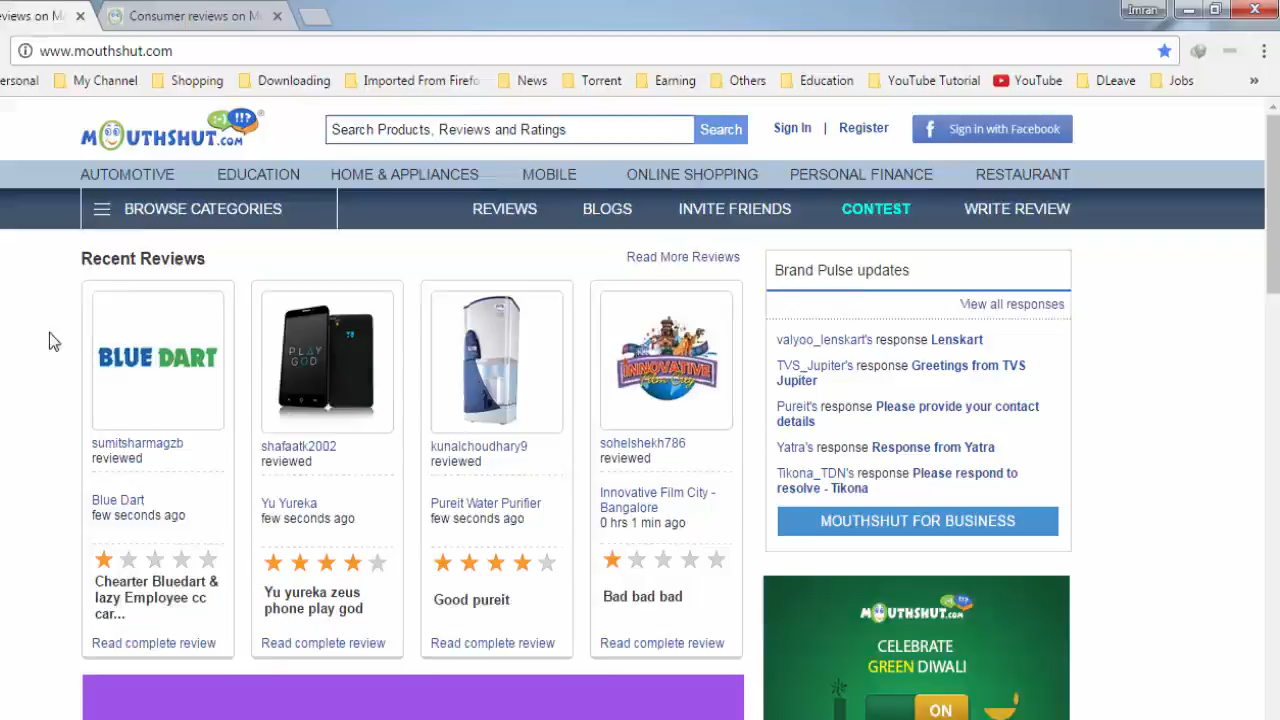 eviews on M
Consumer reviews on M
Imran
www.mouthshut.com
ersonal
My Channel
Shopping
Downloading
Imported From Firefo
News
Torrent
Earning
Others
Education
YouTube Tutorial
YouTube
DLeave
Jobs
»
MOUTHSHUT.COM
:-) !!?
Search Products, Reviews and Ratings
Search
Sign In | Register
f Sign in with Facebook
AUTOMOTIVE
EDUCATION
HOME & APPLIANCES
MOBILE
ONLINE SHOPPING
PERSONAL FINANCE
RESTAURANT
BROWSE CATEGORIES
REVIEWS
BLOGS
INVITE FRIENDS
CONTEST
WRITE REVIEW
Recent Reviews
Read More Reviews
BLUE DART
sumitsharmagzb
reviewed
Blue Dart
few seconds ago
Chearter Bluedart &
lazy Employee cc
car...
Read complete review
PLAY
GOD
shafaatk2002
reviewed
Yu Yureka
few seconds ago
Yu yureka zeus
phone play god
Read complete review
kunalchoudhary9
reviewed
Pureit Water Purifier
few seconds ago
Good pureit
Read complete review
INNOVATIVE
Film City
sohelshekh786
reviewed
Innovative Film City -
Bangalore
0 hrs 1 min ago
Bad bad bad
Read complete review
Brand Pulse updates
View all responses
valyoo_lenskart's response Lenskart
TVS_Jupiter's response Greetings from TVS
Jupiter
Pureit's response Please provide your contact
details
Yatra's response Response from Yatra
Tikona_TDN's response Please respond to
resolve - Tikona
MOUTHSHUT FOR BUSINESS
MOUTHSHUT.COM
CELEBRATE
GREEN DIWALI
ON